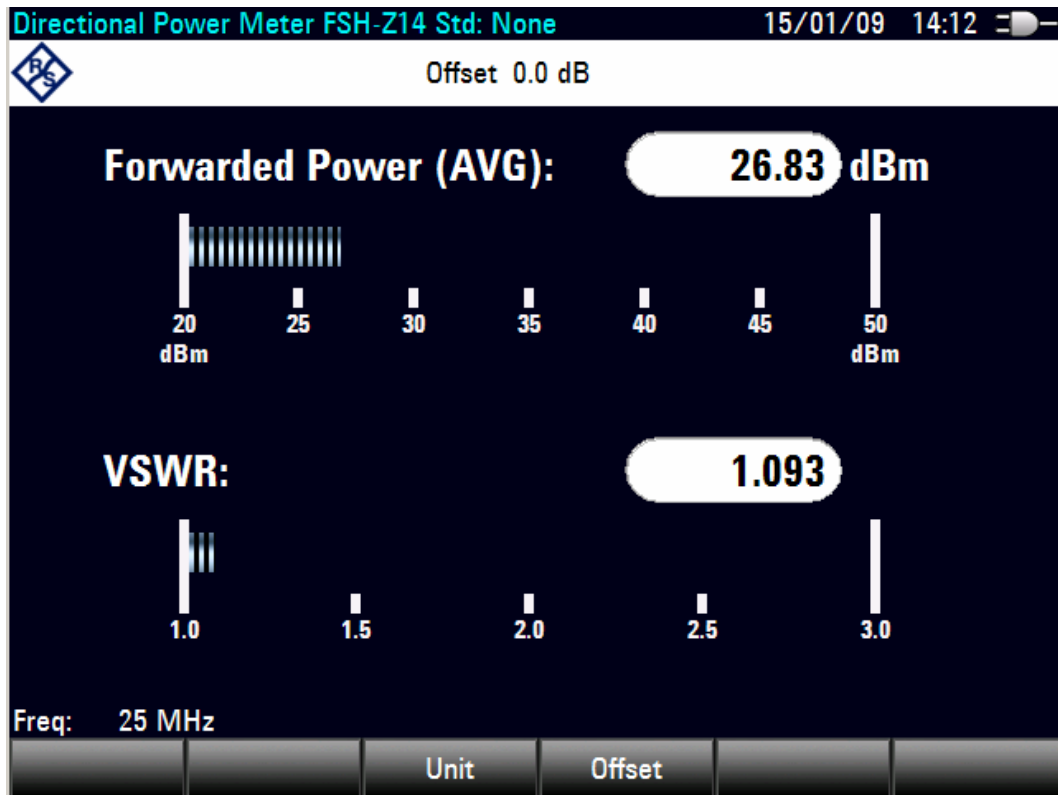 Directional Power Meter FSH-Z14 Std: None 15/01/09 14:12
R&S Offset 0.0 dB
Forwarded Power (AVG): 26.83 dBm
20 25 30 35 40 45 50
dBm dBm
VSWR: 1.093
1.0 1.5 2.0 2.5 3.0
Freq: 25 MHz
Unit Offset